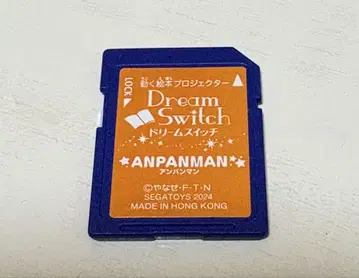 動く絵本プロジェクター
LOCK
Dream
Switch
ドリームスイッチ
ANPANMAN
アンパンマン
©やなせ・F・T・N
SEGATOYS 2024
MADE IN HONG KONG